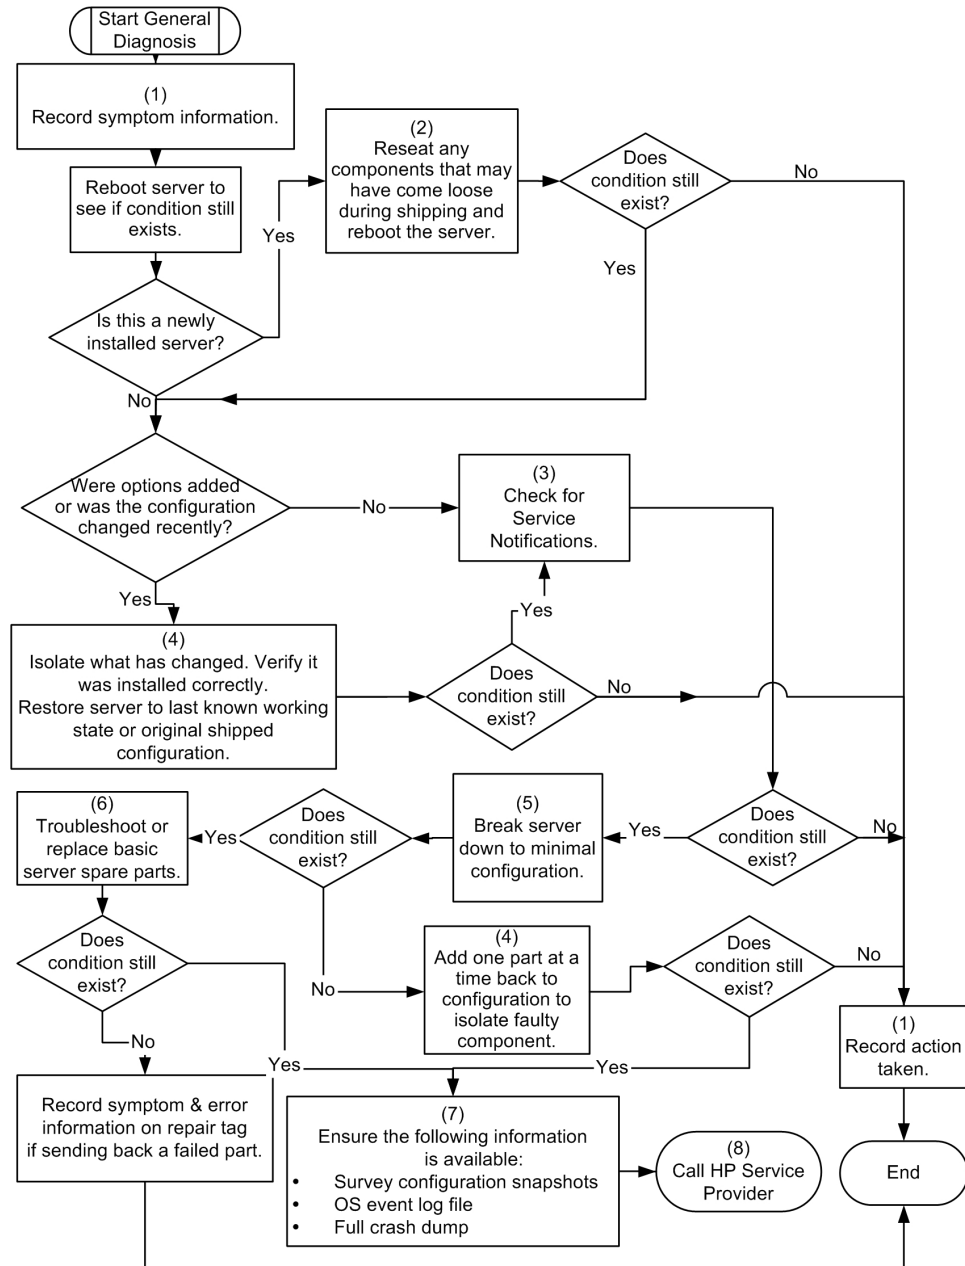 Start General
Diagnosis
(1)
Record symptom information.
Reboot server to
see if condition still
exists.
Is this a newly
installed server?
Yes
No
(2)
Reseat any
components that may
have come loose
during shipping and
reboot the server.
Does
condition still
exist?
No
Yes
Were options added
or was the configuration
changed recently?
No
Yes
(3)
Check for
Service
Notifications.
(4)
Isolate what has changed. Verify it
was installed correctly.
Restore server to last known working
state or original shipped
configuration.
Does
condition still
exist?
Yes
No
Does
condition still
exist?
No
Yes
(5)
Break server
down to minimal
configuration.
Does
condition still
exist?
Yes
No
(6)
Troubleshoot or
replace basic
server spare parts.
Does
condition still
exist?
No
Yes
(4)
Add one part at a
time back to
configuration to
isolate faulty
component.
Does
condition still
exist?
No
Yes
(1)
Record action
taken.
Record symptom & error
information on repair tag
if sending back a failed part.
(7)
Ensure the following information
is available:
• Survey configuration snapshots
• OS event log file
• Full crash dump
(8)
Call HP Service
Provider
End